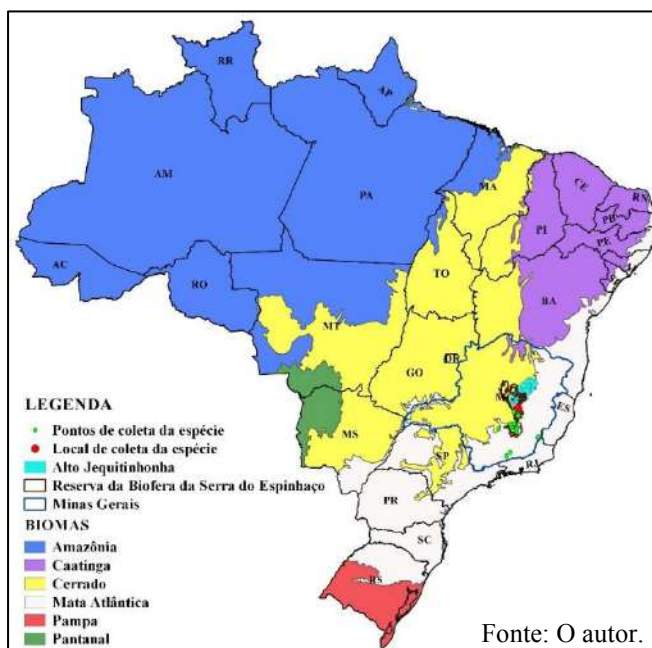 RR
AP
AM
PA
MA
CE
RN
PB
PE
PI
AC
RO
TO
BA
MT
GO
DF
MS
ES
SP
RJ
PR
SC
RS
LEGENDA
Pontos de coleta da espécie
Local de coleta da espécie
Alto Jequitinhonha
Reserva da Biofera da Serra do Espinhaço
Minas Gerais
BIOMAS
Amazônia
Caatinga
Cerrado
Mata Atlântica
Pampa
Pantanal
Fonte: O autor.